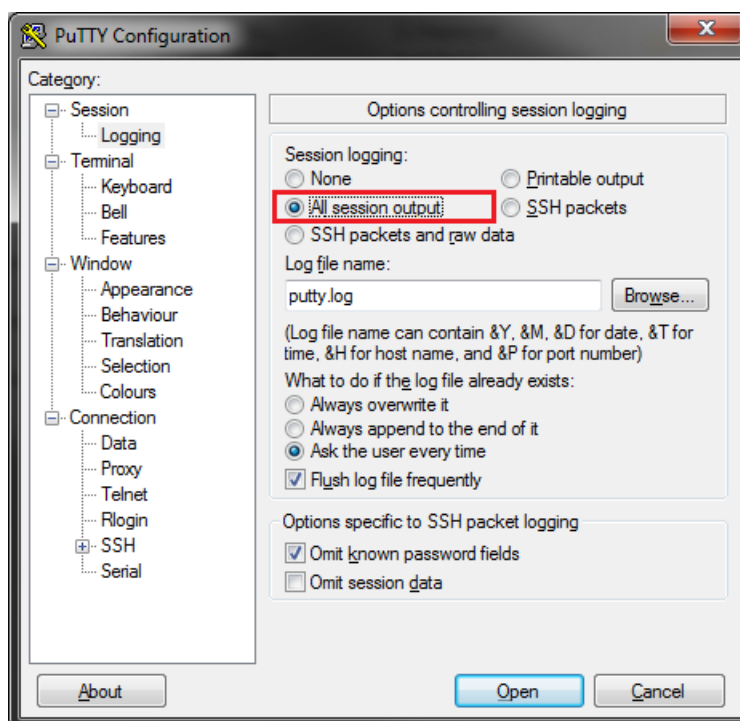 PuTTY Configuration
Category:
Session
Logging
Terminal
Keyboard
Bell
Features
Window
Appearance
Behaviour
Translation
Selection
Colours
Connection
Data
Proxy
Telnet
Rlogin
SSH
Serial
Options controlling session logging
Session logging:
None
Printable output
All session output
SSH packets
SSH packets and raw data
Log file name:
putty.log
Browse...
(Log file name can contain &Y, &M, &D for date, &T for
time, &H for host name, and &P for port number)
What to do if the log file already exists:
Always overwrite it
Always append to the end of it
Ask the user every time
Flush log file frequently
Options specific to SSH packet logging
Omit known password fields
Omit session data
About
Open
Cancel